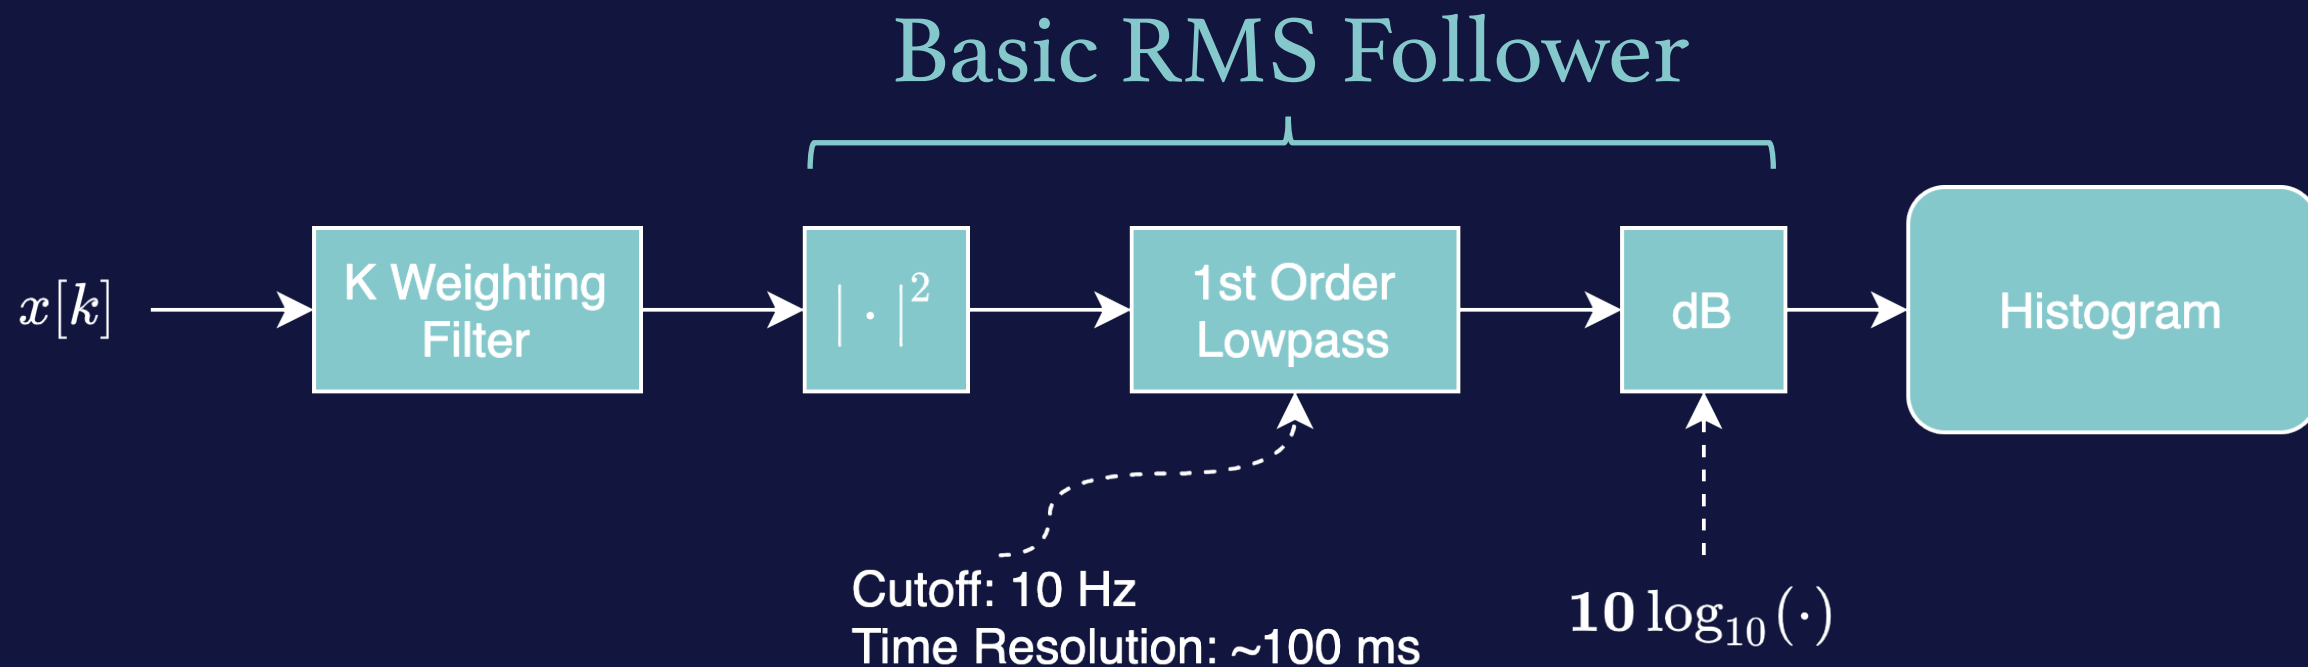 Basic RMS Follower
x[k]
K Weighting
Filter
| · |²
1st Order
Lowpass
dB
Histogram
Cutoff: 10 Hz
Time Resolution: ~100 ms
10 log₁₀(·)